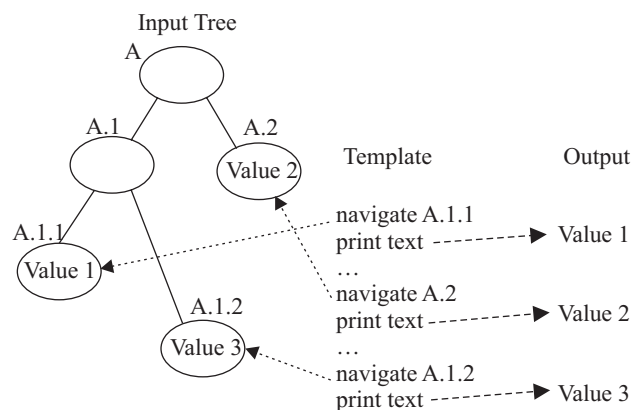 Input Tree
A
A.1
A.2
Value 2
Template
Output
A.1.1
Value 1
navigate A.1.1
print text
Value 1
…
navigate A.2
print text
Value 2
A.1.2
Value 3
…
navigate A.1.2
print text
Value 3